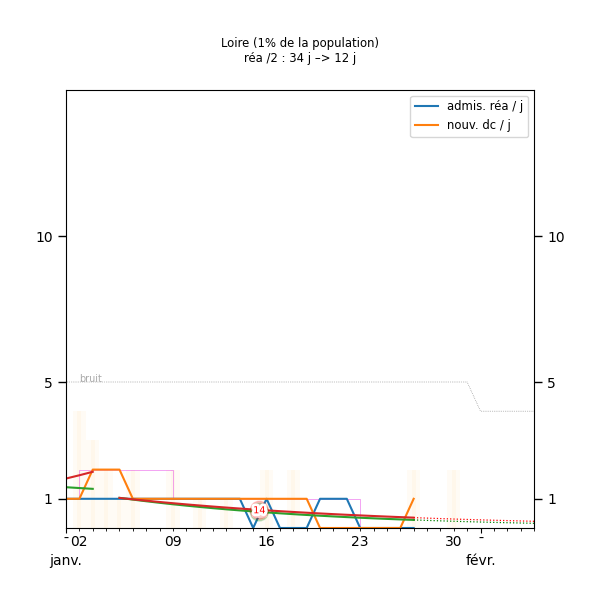 Loire (1% de la population)
réa /2 : 34 j –> 12 j
admis. réa / j
nouv. dc / j
10
10
5
5
bruit
1
1
14
02
09
16
23
30
-
janv.
févr.